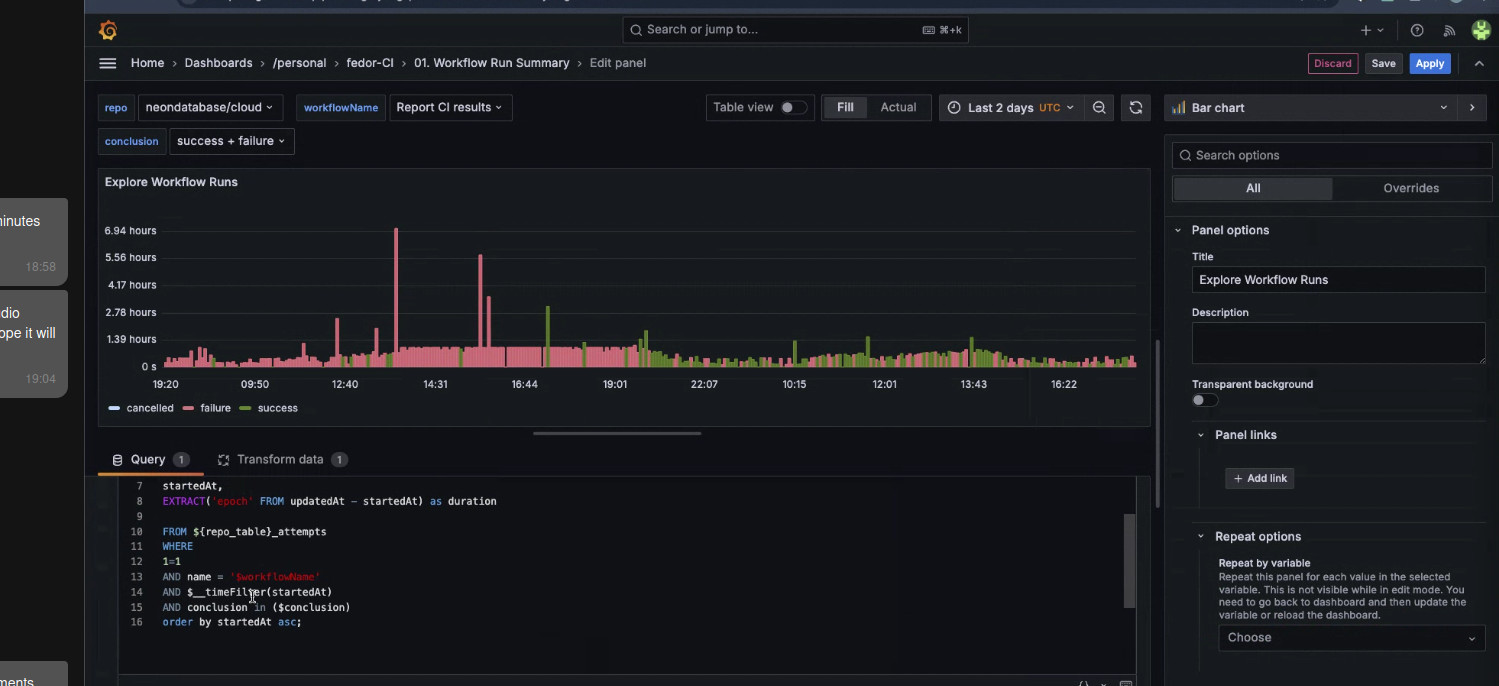 Search or jump to...
⌘+k
Home › Dashboards › /personal › fedor-CI › 01. Workflow Run Summary › Edit panel
Discard
Save
Apply
repo
neondatabase/cloud
workflowName
Report CI results
Table view
Fill
Actual
Last 2 days UTC
Bar chart
conclusion
success + failure
Search options
All
Overrides
Explore Workflow Runs
6.94 hours
5.56 hours
4.17 hours
2.78 hours
1.39 hours
0 s
19:20 09:50 12:40 14:31 16:44 19:01 22:07 10:15 12:01 13:43 16:22
cancelled failure success
Panel options
Title
Explore Workflow Runs
Description
Transparent background
Panel links
+ Add link
Repeat options
Repeat by variable
Repeat this panel for each value in the selected
variable. This is not visible while in edit mode. You
need to go back to dashboard and then update the
variable or reload the dashboard.
Choose
Query 1
Transform data 1
7 startedAt,
8 EXTRACT('epoch' FROM updatedAt - startedAt) as duration
9
10 FROM ${repo_table}_attempts
11 WHERE
12 1=1
13 AND name = '$workflowName'
14 AND $__timeFilter(startedAt)
15 AND conclusion in ($conclusion)
16 order by startedAt asc;
18:58
ope it will
19:04